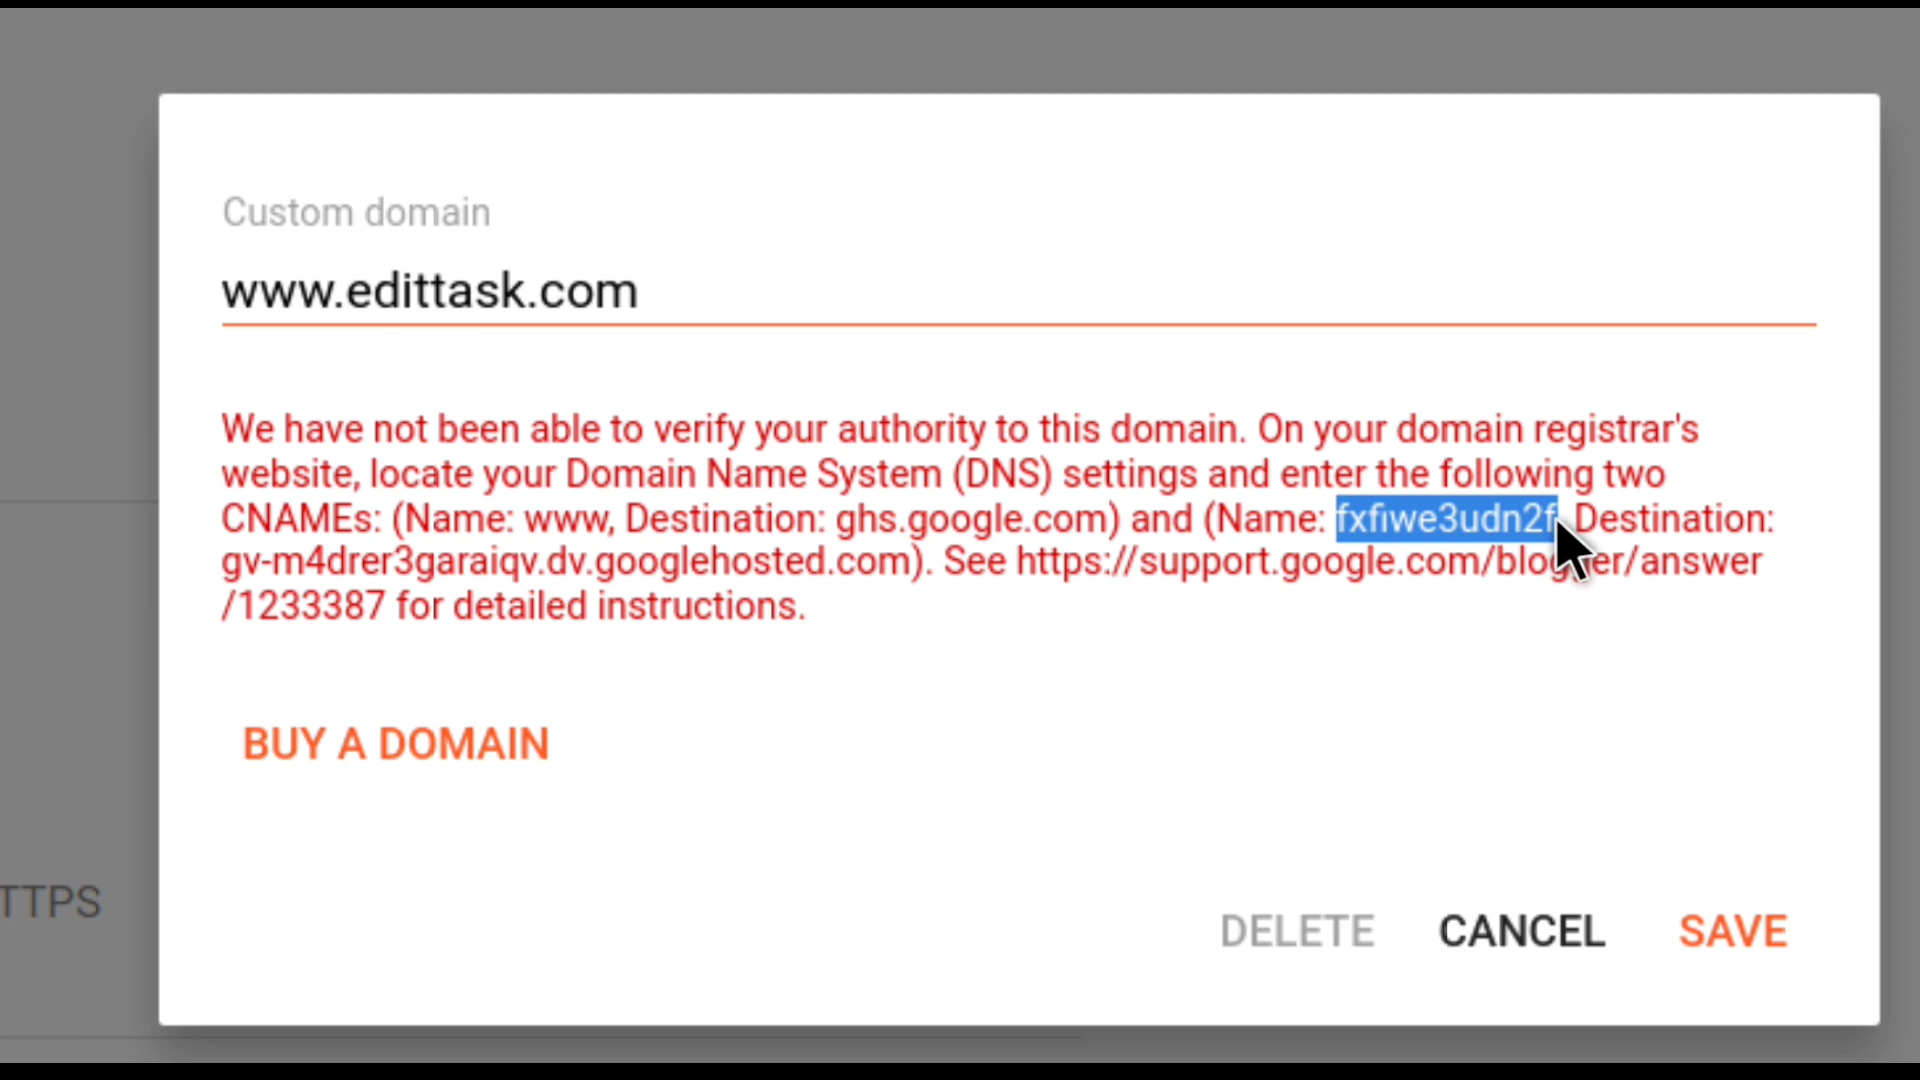 Custom domain
www.edittask.com
We have not been able to verify your authority to this domain. On your domain registrar's
website, locate your Domain Name System (DNS) settings and enter the following two
CNAMEs: (Name: www, Destination: ghs.google.com) and (Name: fxfiwe3udn2f, Destination:
gv-m4drer3garaiqv.dv.googlehosted.com). See https://support.google.com/blogger/answer
/1233387 for detailed instructions.
BUY A DOMAIN
TTPS
DELETE CANCEL SAVE